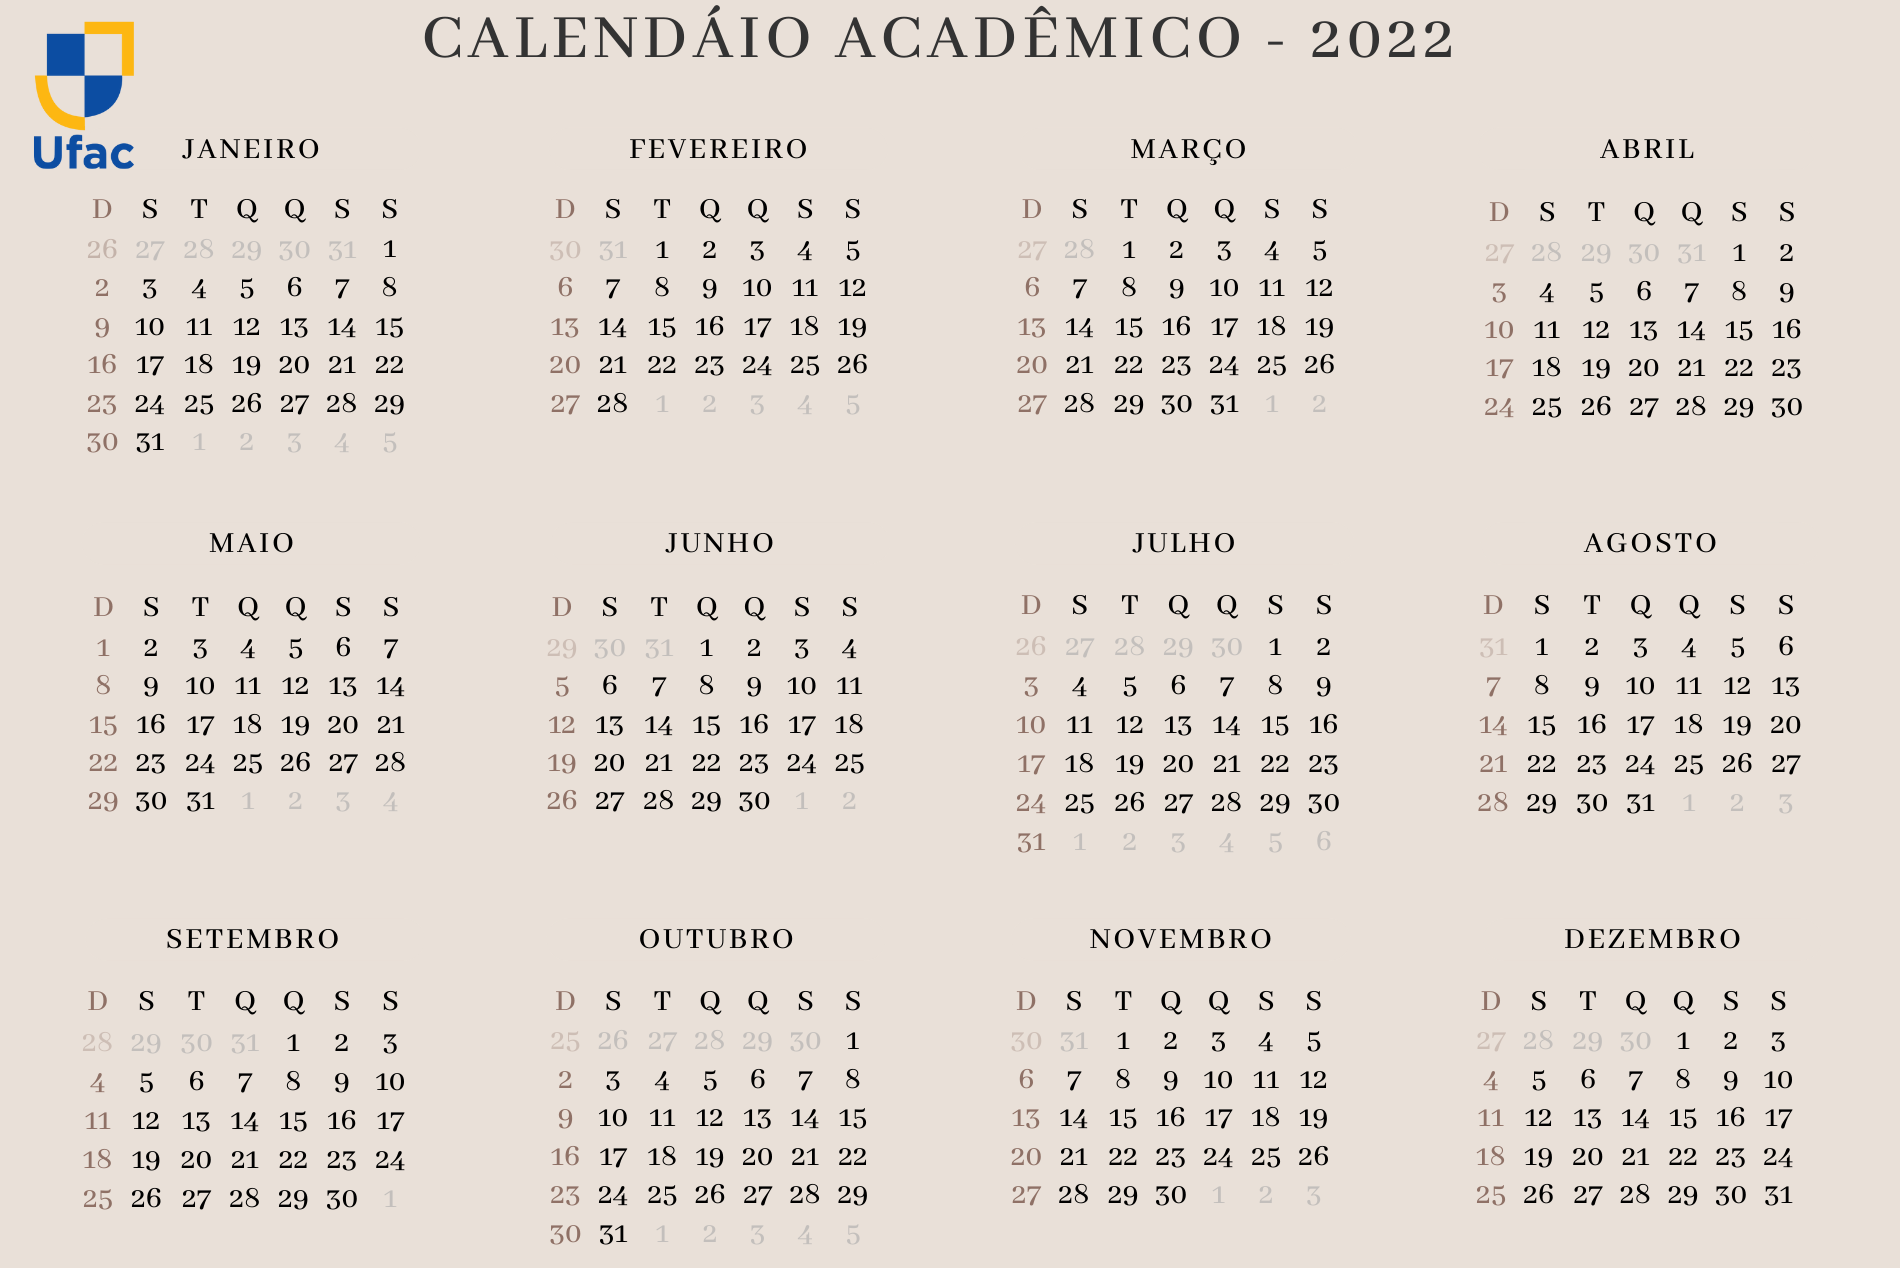 CALENDÁIO ACADÊMICO - 2022
Ufac
JANEIRO
D S T Q Q S S
26 27 28 29 30 31 1
2 3 4 5 6 7 8
9 10 11 12 13 14 15
16 17 18 19 20 21 22
23 24 25 26 27 28 29
30 31 1 2 3 4 5
FEVEREIRO
D S T Q Q S S
30 31 1 2 3 4 5
6 7 8 9 10 11 12
13 14 15 16 17 18 19
20 21 22 23 24 25 26
27 28 1 2 3 4 5
MARÇO
D S T Q Q S S
27 28 1 2 3 4 5
6 7 8 9 10 11 12
13 14 15 16 17 18 19
20 21 22 23 24 25 26
27 28 29 30 31 1 2
ABRIL
D S T Q Q S S
27 28 29 30 31 1 2
3 4 5 6 7 8 9
10 11 12 13 14 15 16
17 18 19 20 21 22 23
24 25 26 27 28 29 30
MAIO
D S T Q Q S S
1 2 3 4 5 6 7
8 9 10 11 12 13 14
15 16 17 18 19 20 21
22 23 24 25 26 27 28
29 30 31 1 2 3 4
JUNHO
D S T Q Q S S
29 30 31 1 2 3 4
5 6 7 8 9 10 11
12 13 14 15 16 17 18
19 20 21 22 23 24 25
26 27 28 29 30 1 2
JULHO
D S T Q Q S S
26 27 28 29 30 1 2
3 4 5 6 7 8 9
10 11 12 13 14 15 16
17 18 19 20 21 22 23
24 25 26 27 28 29 30
31 1 2 3 4 5 6
AGOSTO
D S T Q Q S S
31 1 2 3 4 5 6
7 8 9 10 11 12 13
14 15 16 17 18 19 20
21 22 23 24 25 26 27
28 29 30 31 1 2 3
SETEMBRO
D S T Q Q S S
28 29 30 31 1 2 3
4 5 6 7 8 9 10
11 12 13 14 15 16 17
18 19 20 21 22 23 24
25 26 27 28 29 30 1
OUTUBRO
D S T Q Q S S
25 26 27 28 29 30 1
2 3 4 5 6 7 8
9 10 11 12 13 14 15
16 17 18 19 20 21 22
23 24 25 26 27 28 29
30 31 1 2 3 4 5
NOVEMBRO
D S T Q Q S S
30 31 1 2 3 4 5
6 7 8 9 10 11 12
13 14 15 16 17 18 19
20 21 22 23 24 25 26
27 28 29 30 1 2 3
DEZEMBRO
D S T Q Q S S
27 28 29 30 1 2 3
4 5 6 7 8 9 10
11 12 13 14 15 16 17
18 19 20 21 22 23 24
25 26 27 28 29 30 31